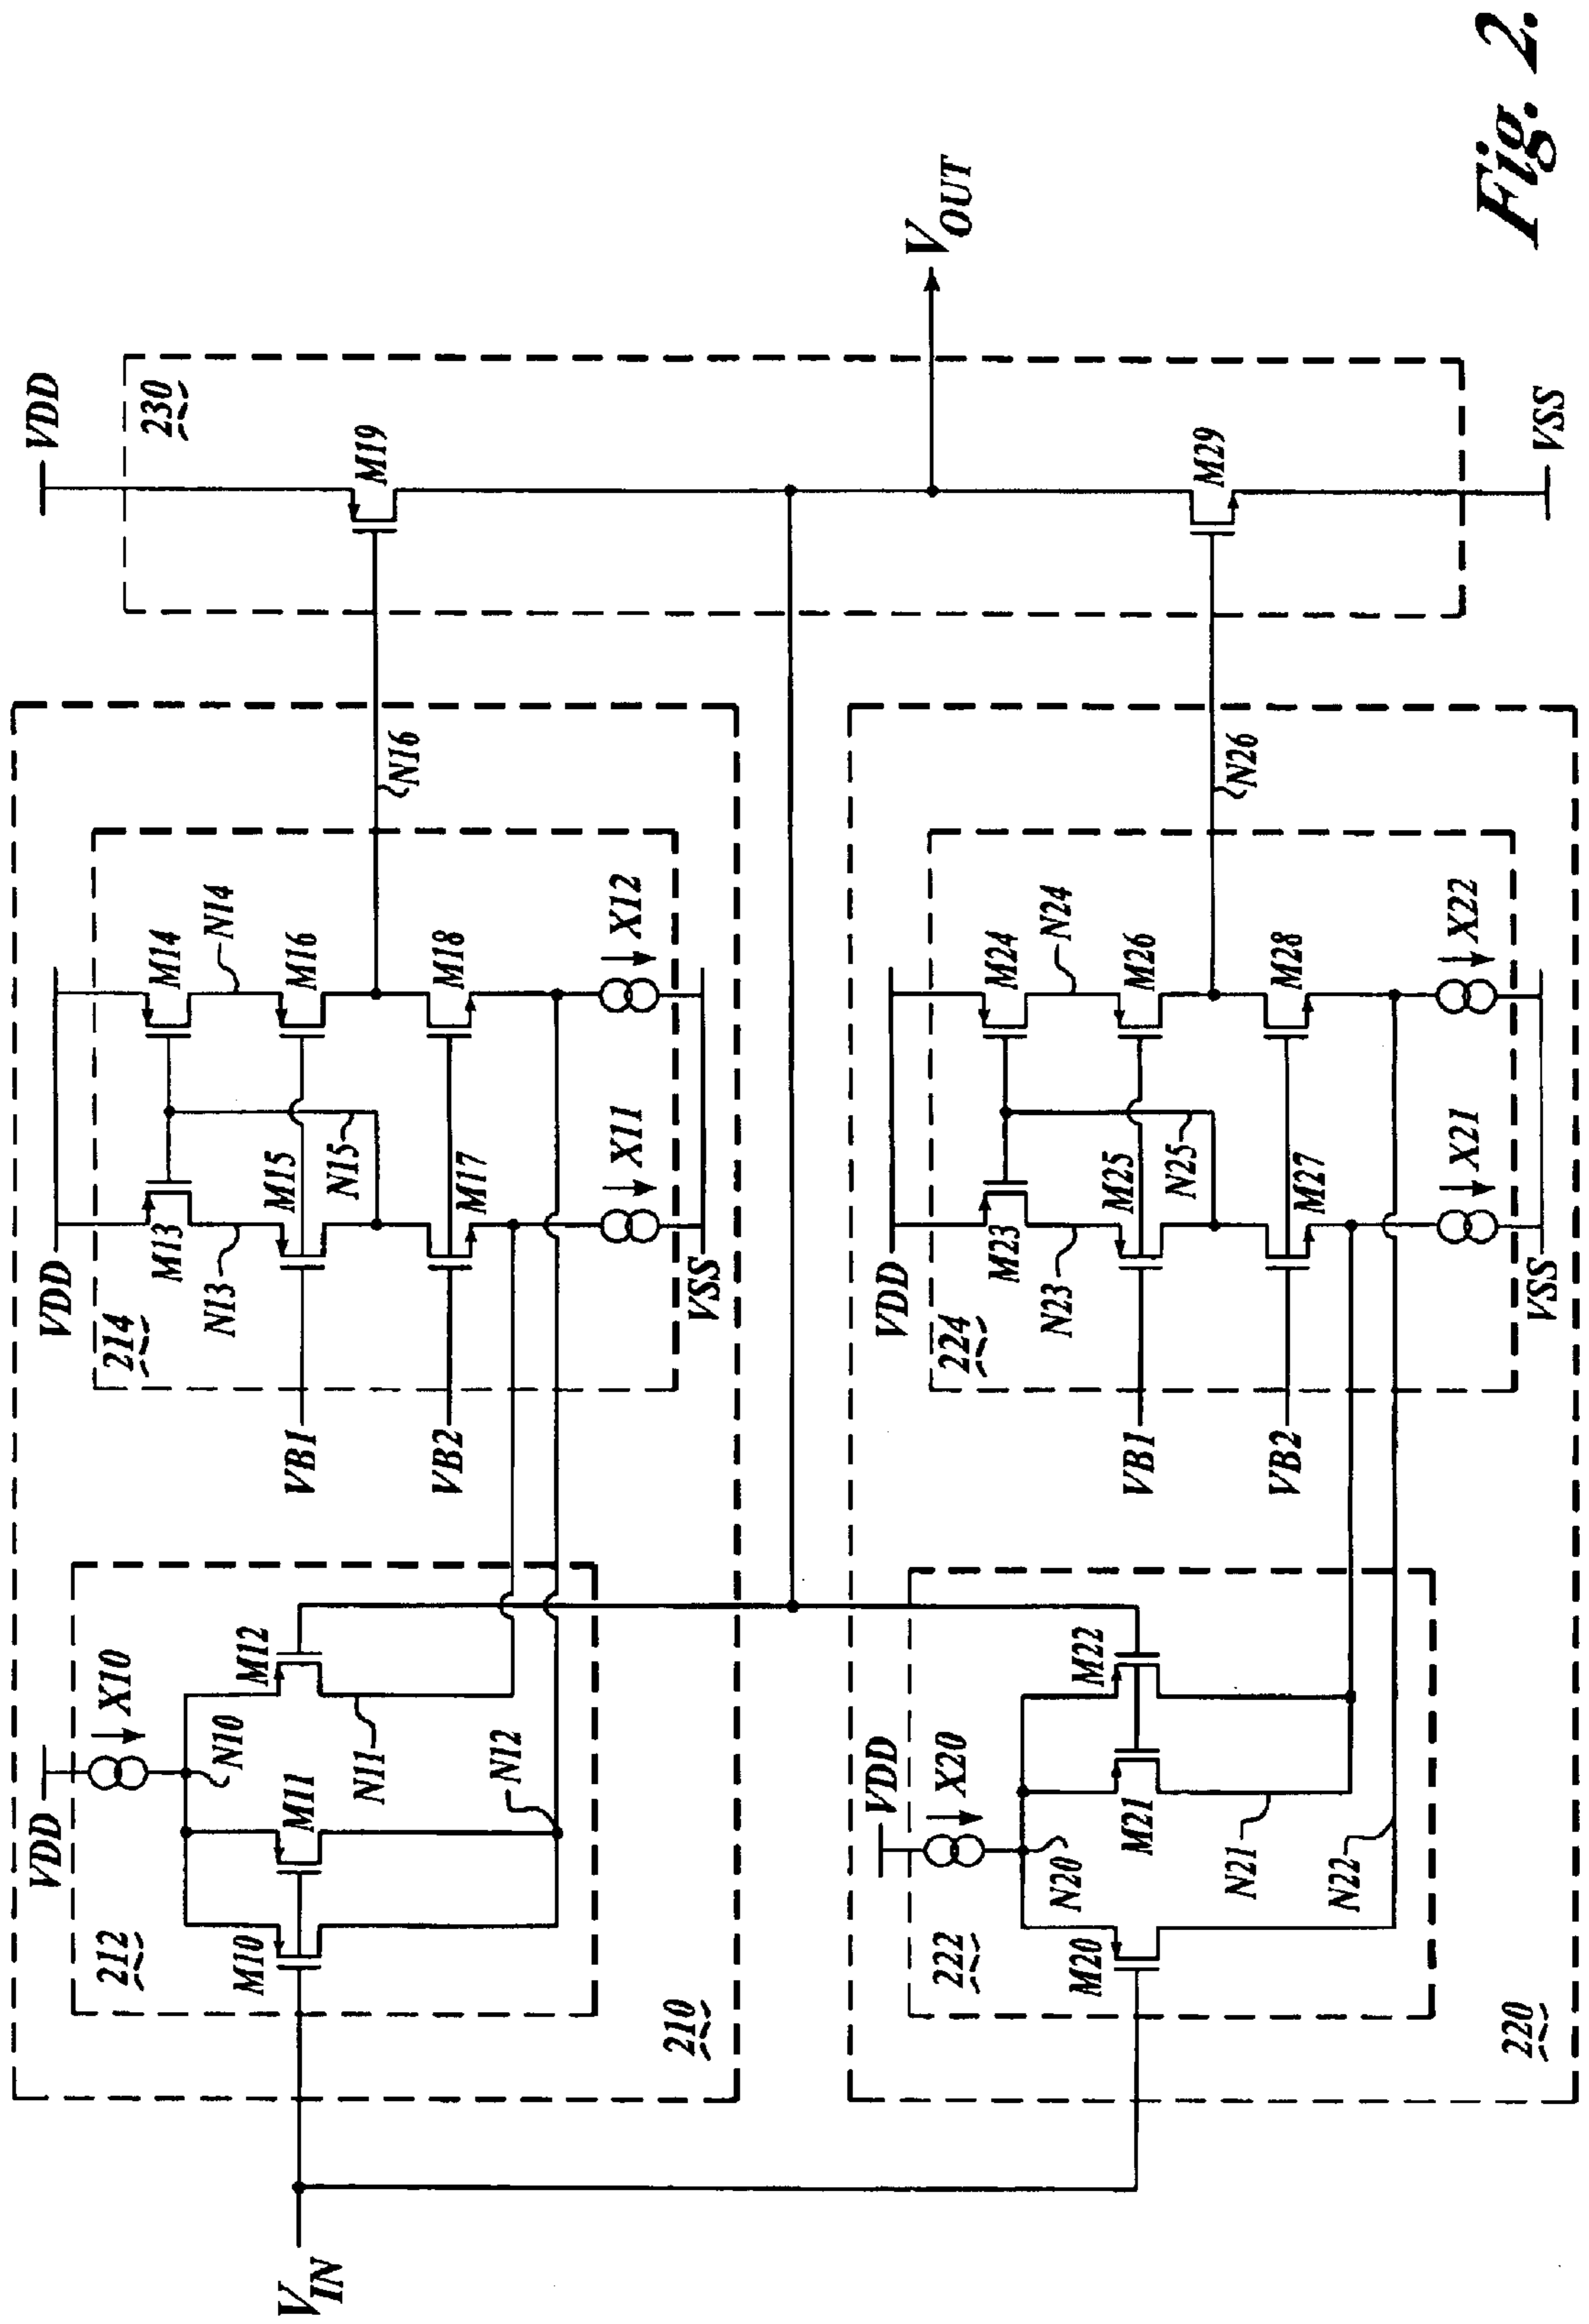 VDD
VDD
VDD
230
214
M13
M14
N13
N14
M19
VDD
X10
212
N10
M10
M11
M12
VB1
M15
N15
M16
N16
N11
VB2
M17
M18
N12
X11
X12
210
VSS
V IN
V OUT
VDD
VDD
X20
222
N20
M20
M21
M22
224
M23
M24
N23
N24
VB1
M25
N25
M26
N26
M29
N21
VB2
M27
M28
N22
X21
X22
220
VSS
VSS
Fig. 2.